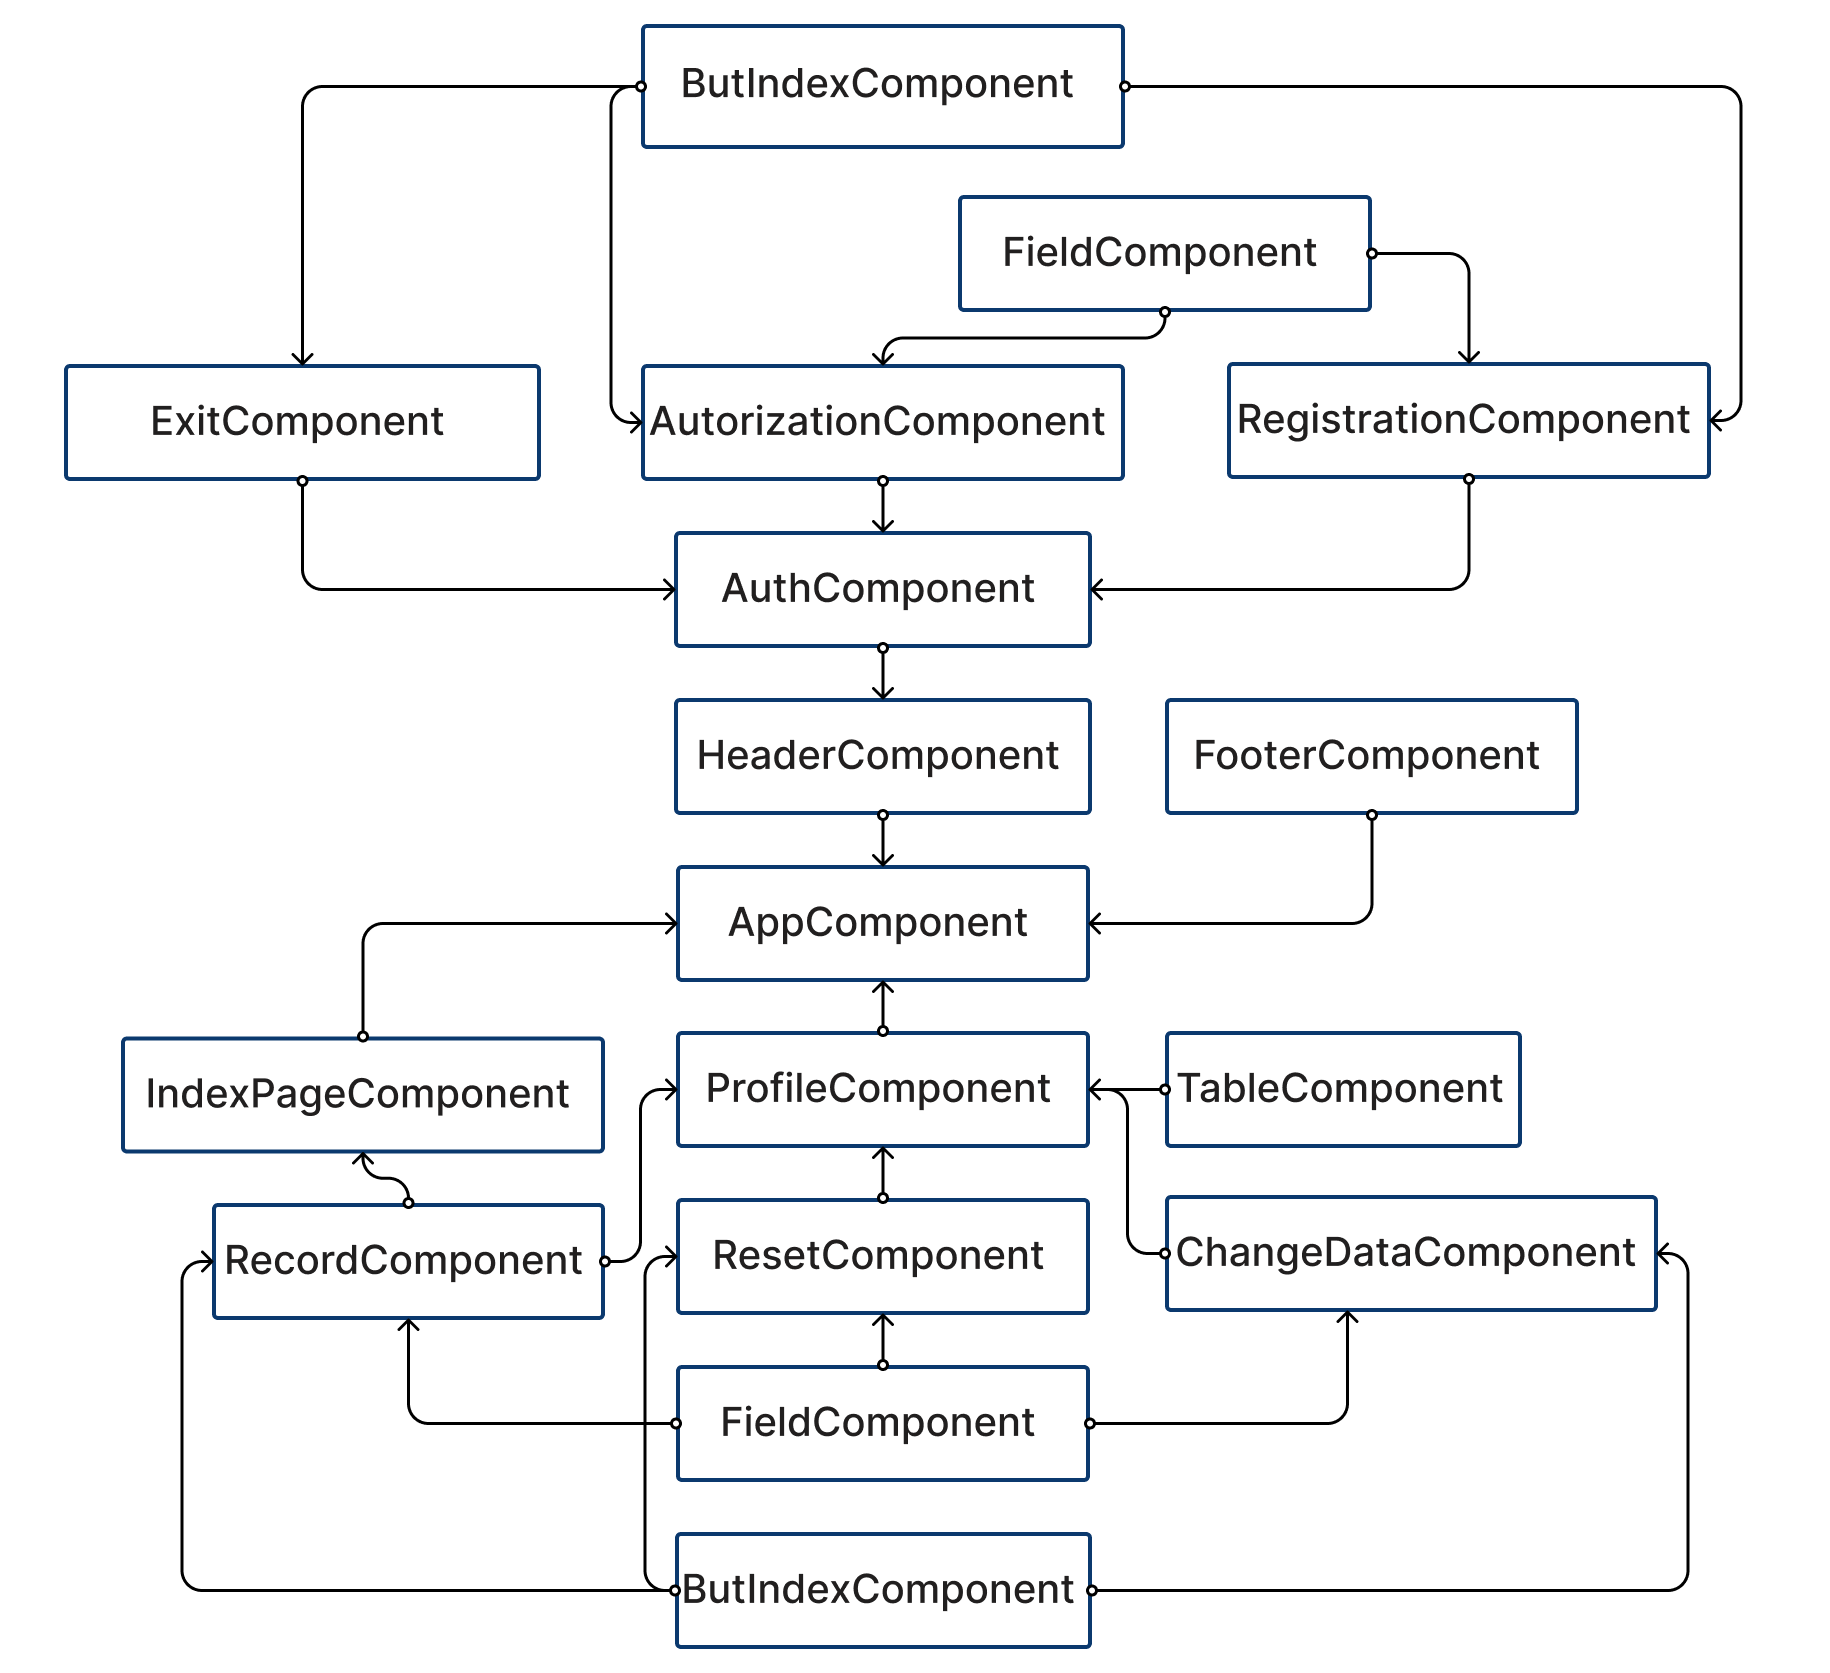 ButIndexComponent
FieldComponent
ExitComponent
AutorizationComponent
RegistrationComponent
AuthComponent
HeaderComponent
FooterComponent
AppComponent
IndexPageComponent
ProfileComponent
TableComponent
RecordComponent
ResetComponent
ChangeDataComponent
FieldComponent
ButIndexComponent